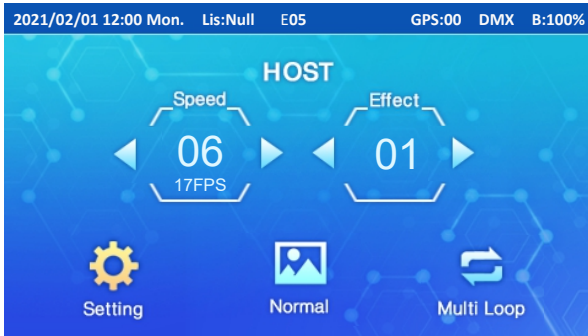 2021/02/01 12:00 Mon. Lis:Null E05 GPS:00 DMX B:100%
HOST
Speed Effect
06 01
17FPS
Setting Normal Multi Loop